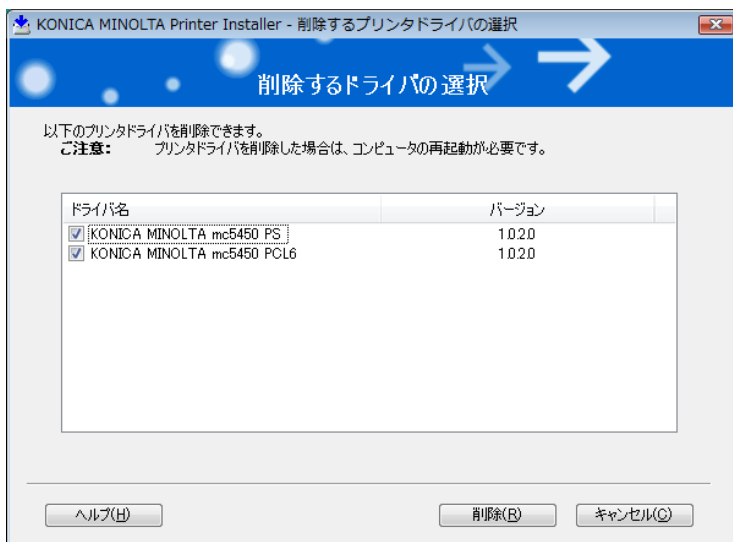 KONICA MINOLTA Printer Installer - 削除するプリンタドライバの選択
削除するドライバの選択
以下のプリンタドライバを削除できます。
ご注意： プリンタドライバを削除した場合は、コンピュータの再起動が必要です。
ドライバ名 バージョン
KONICA MINOLTA mc5450 PS 1.0.2.0
KONICA MINOLTA mc5450 PCL6 1.0.2.0
ヘルプ(H) 削除(R) キャンセル(C)